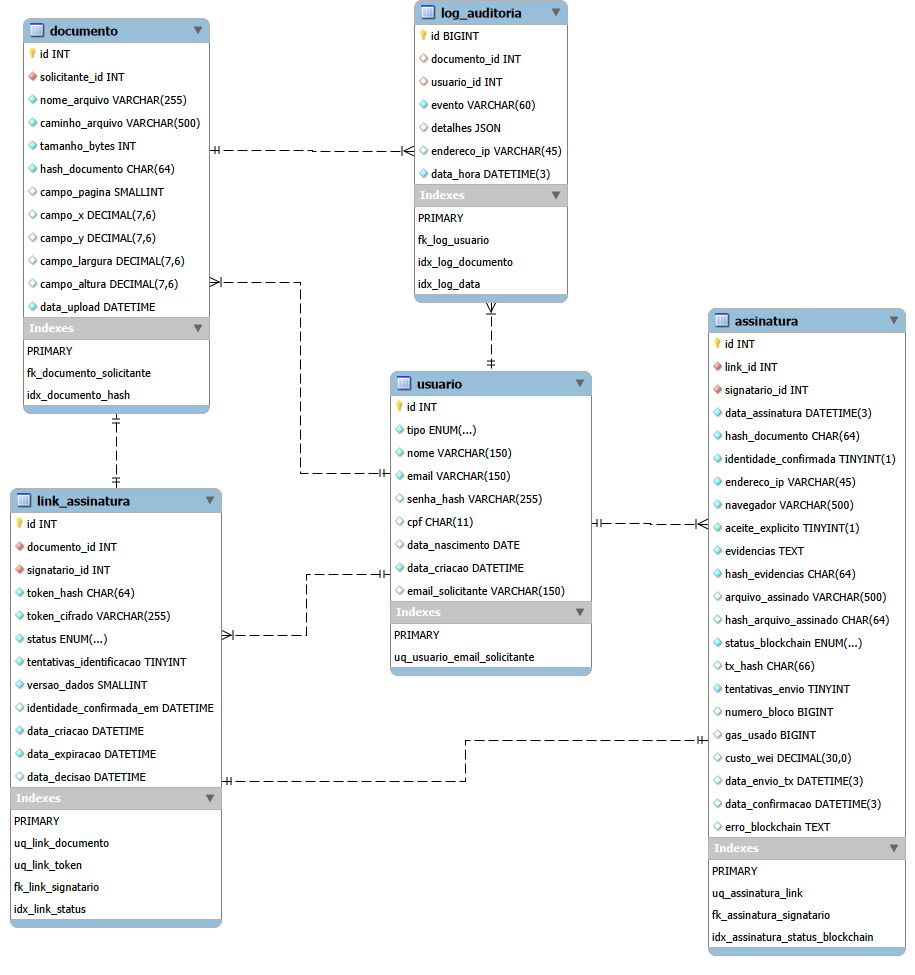 documento
id INT
solicitante_id INT
nome_arquivo VARCHAR(255)
caminho_arquivo VARCHAR(500)
tamanho_bytes INT
hash_documento CHAR(64)
campo_pagina SMALLINT
campo_x DECIMAL(7,6)
campo_y DECIMAL(7,6)
campo_largura DECIMAL(7,6)
campo_altura DECIMAL(7,6)
data_upload DATETIME
Indexes
PRIMARY
fk_documento_solicitante
idx_documento_hash
log_auditoria
id BIGINT
documento_id INT
usuario_id INT
evento VARCHAR(60)
detalhes JSON
endereco_ip VARCHAR(45)
data_hora DATETIME(3)
Indexes
PRIMARY
fk_log_usuario
idx_log_documento
idx_log_data
usuario
id INT
tipo ENUM(...)
nome VARCHAR(150)
email VARCHAR(150)
senha_hash VARCHAR(255)
cpf CHAR(11)
data_nascimento DATE
data_criacao DATETIME
email_solicitante VARCHAR(150)
Indexes
PRIMARY
uq_usuario_email_solicitante
link_assinatura
id INT
documento_id INT
signatario_id INT
token_hash CHAR(64)
token_cifrado VARCHAR(255)
status ENUM(...)
tentativas_identificacao TINYINT
versao_dados SMALLINT
identidade_confirmada_em DATETIME
data_criacao DATETIME
data_expiracao DATETIME
data_decisao DATETIME
Indexes
PRIMARY
uq_link_documento
uq_link_token
fk_link_signatario
idx_link_status
assinatura
id INT
link_id INT
signatario_id INT
data_assinatura DATETIME(3)
hash_documento CHAR(64)
identidade_confirmada TINYINT(1)
endereco_ip VARCHAR(45)
navegador VARCHAR(500)
aceite_explicito TINYINT(1)
evidencias TEXT
hash_evidencias CHAR(64)
arquivo_assinado VARCHAR(500)
hash_arquivo_assinado CHAR(64)
status_blockchain ENUM(...)
tx_hash CHAR(66)
tentativas_envio TINYINT
numero_bloco BIGINT
gas_usado BIGINT
custo_wei DECIMAL(30,0)
data_envio_tx DATETIME(3)
data_confirmacao DATETIME(3)
erro_blockchain TEXT
Indexes
PRIMARY
uq_assinatura_link
fk_assinatura_signatario
idx_assinatura_status_blockchain